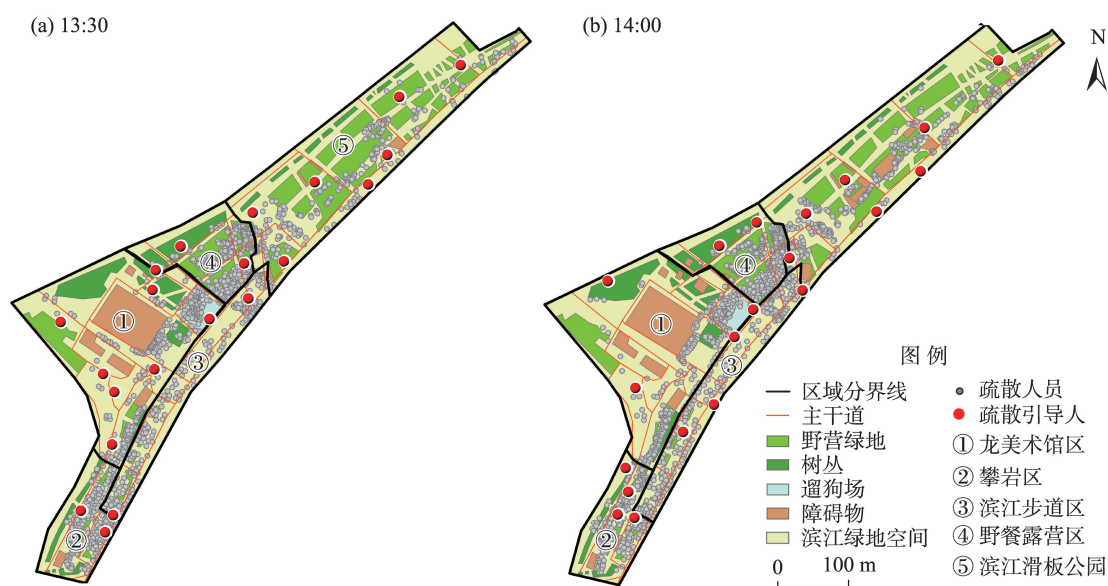 (a) 13:30
(b) 14:00
N
⑤
④
①
③
②
④
①
③
②
图 例
区域分界线
主干道
野营绿地
树丛
遛狗场
障碍物
滨江绿地空间
疏散人员
疏散引导人
① 龙美术馆区
② 攀岩区
③ 滨江步道区
④ 野餐露营区
⑤ 滨江滑板公园
0 100 m